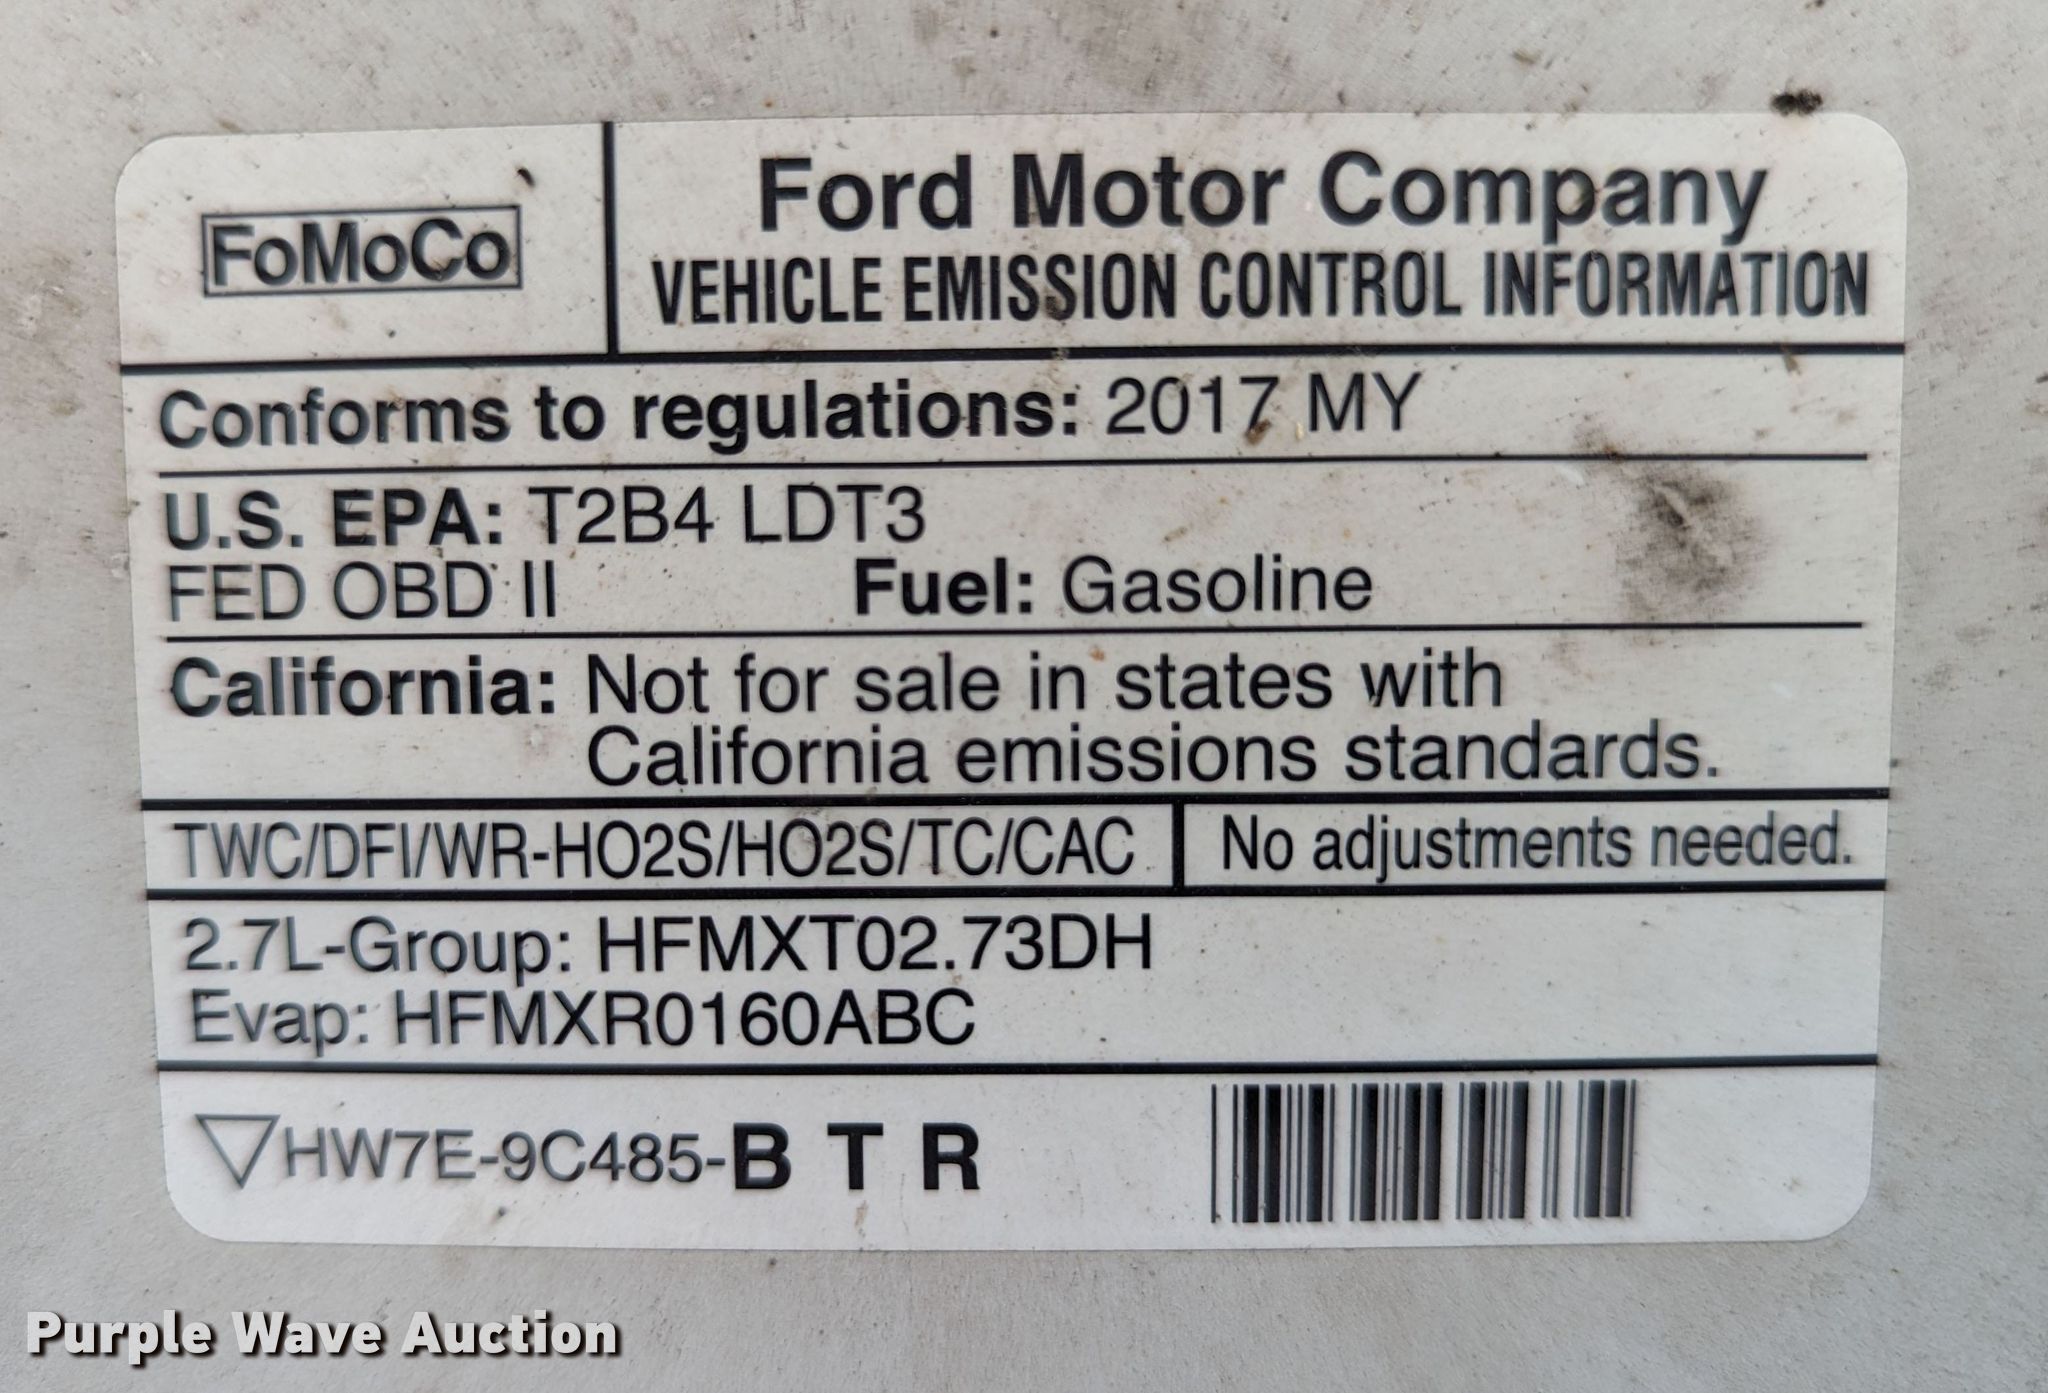 FoMoCo
Ford Motor Company
VEHICLE EMISSION CONTROL INFORMATION
Conforms to regulations: 2017 MY
U.S. EPA: T2B4 LDT3
FED OBD II Fuel: Gasoline
California: Not for sale in states with
California emissions standards.
TWC/DFI/WR-HO2S/HO2S/TC/CAC No adjustments needed.
2.7L-Group: HFMXT02.73DH
Evap: HFMXR0160ABC
HW7E-9C485-B T R
Purple Wave Auction